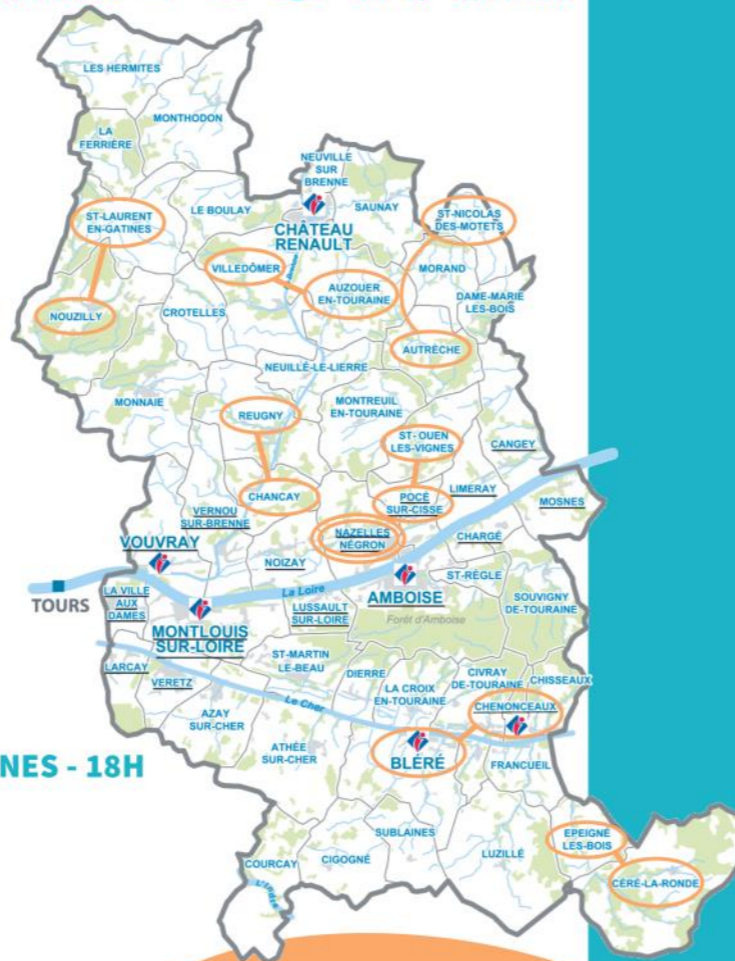 LES HERMITES
MONTHODON
LA
FERRIÈRE
NEUVILLE
SUR
BRENNE
LE BOULAY
SAUNAY
ST-LAURENT
EN-GATINES
CHÂTEAU
RENAULT
ST-NICOLAS
DES-MOTETS
VILLEDÔMER
MORAND
AUZOUER
EN-TOURAINE
DAME-MARIE
LES-BOIS
NOUZILLY
CROTELLES
AUTRÈCHE
NEUILLÉ-LE-LIERRE
MONNAIE
MONTREUIL
EN-TOURAINE
REUGNY
ST-OUEN
LES-VIGNES
CANGEY
CHANCAY
LIMERAY
POCÉ
SUR-CISSE
MOSNES
VERNOU
SUR-BRENNE
NAZELLES
NÉGRON
CHARGÉ
VOUVRAY
NOIZAY
ST-RÈGLE
La Loire
AMBOISE
TOURS
LA VILLE
AUX
DAMES
LUSSAULT
SUR-LOIRE
Forêt d'Amboise
SOUVIGNY
DE-TOURAINE
MONTLOUIS
SUR-LOIRE
ST-MARTIN
LE-BEAU
LARCAY
VERETZ
DIERRE
CIVRAY
DE-TOURAINE
CHISSEAUX
LA CROIX
EN-TOURAINE
Le Cher
CHENONCEAUX
AZAY
SUR-CHER
ATHÉE
SUR-CHER
BLÉRÉ
FRANCUEIL
NES - 18H
SUBLAINES
EPEIGNÉ
LES-BOIS
LUZILLÉ
COURCAY
CIGOGNÉ
CÉRÉ-LA-RONDE
L'Indre